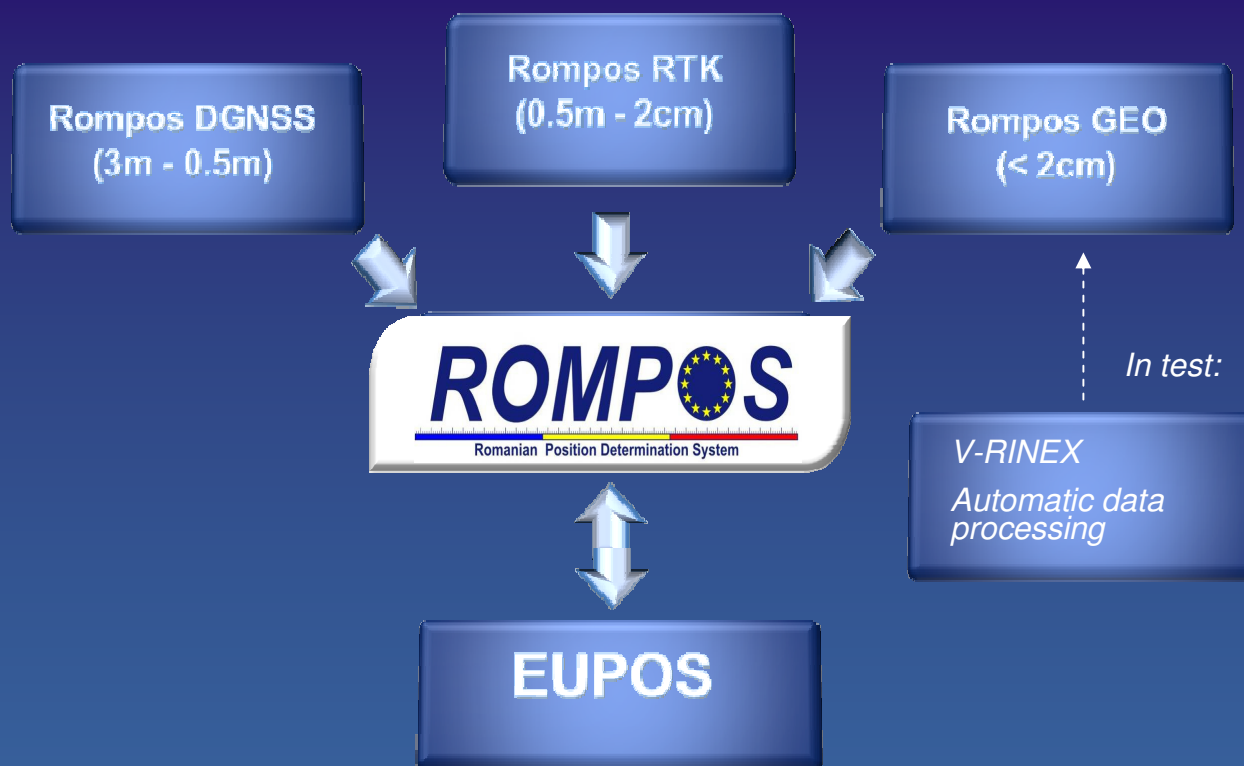 Rompos DGNSS
(3m - 0.5m)
Rompos RTK
(0.5m - 2cm)
Rompos GEO
(< 2cm)
ROMPOS
Romanian Position Determination System
In test:
V-RINEX
Automatic data
processing
EUPOS